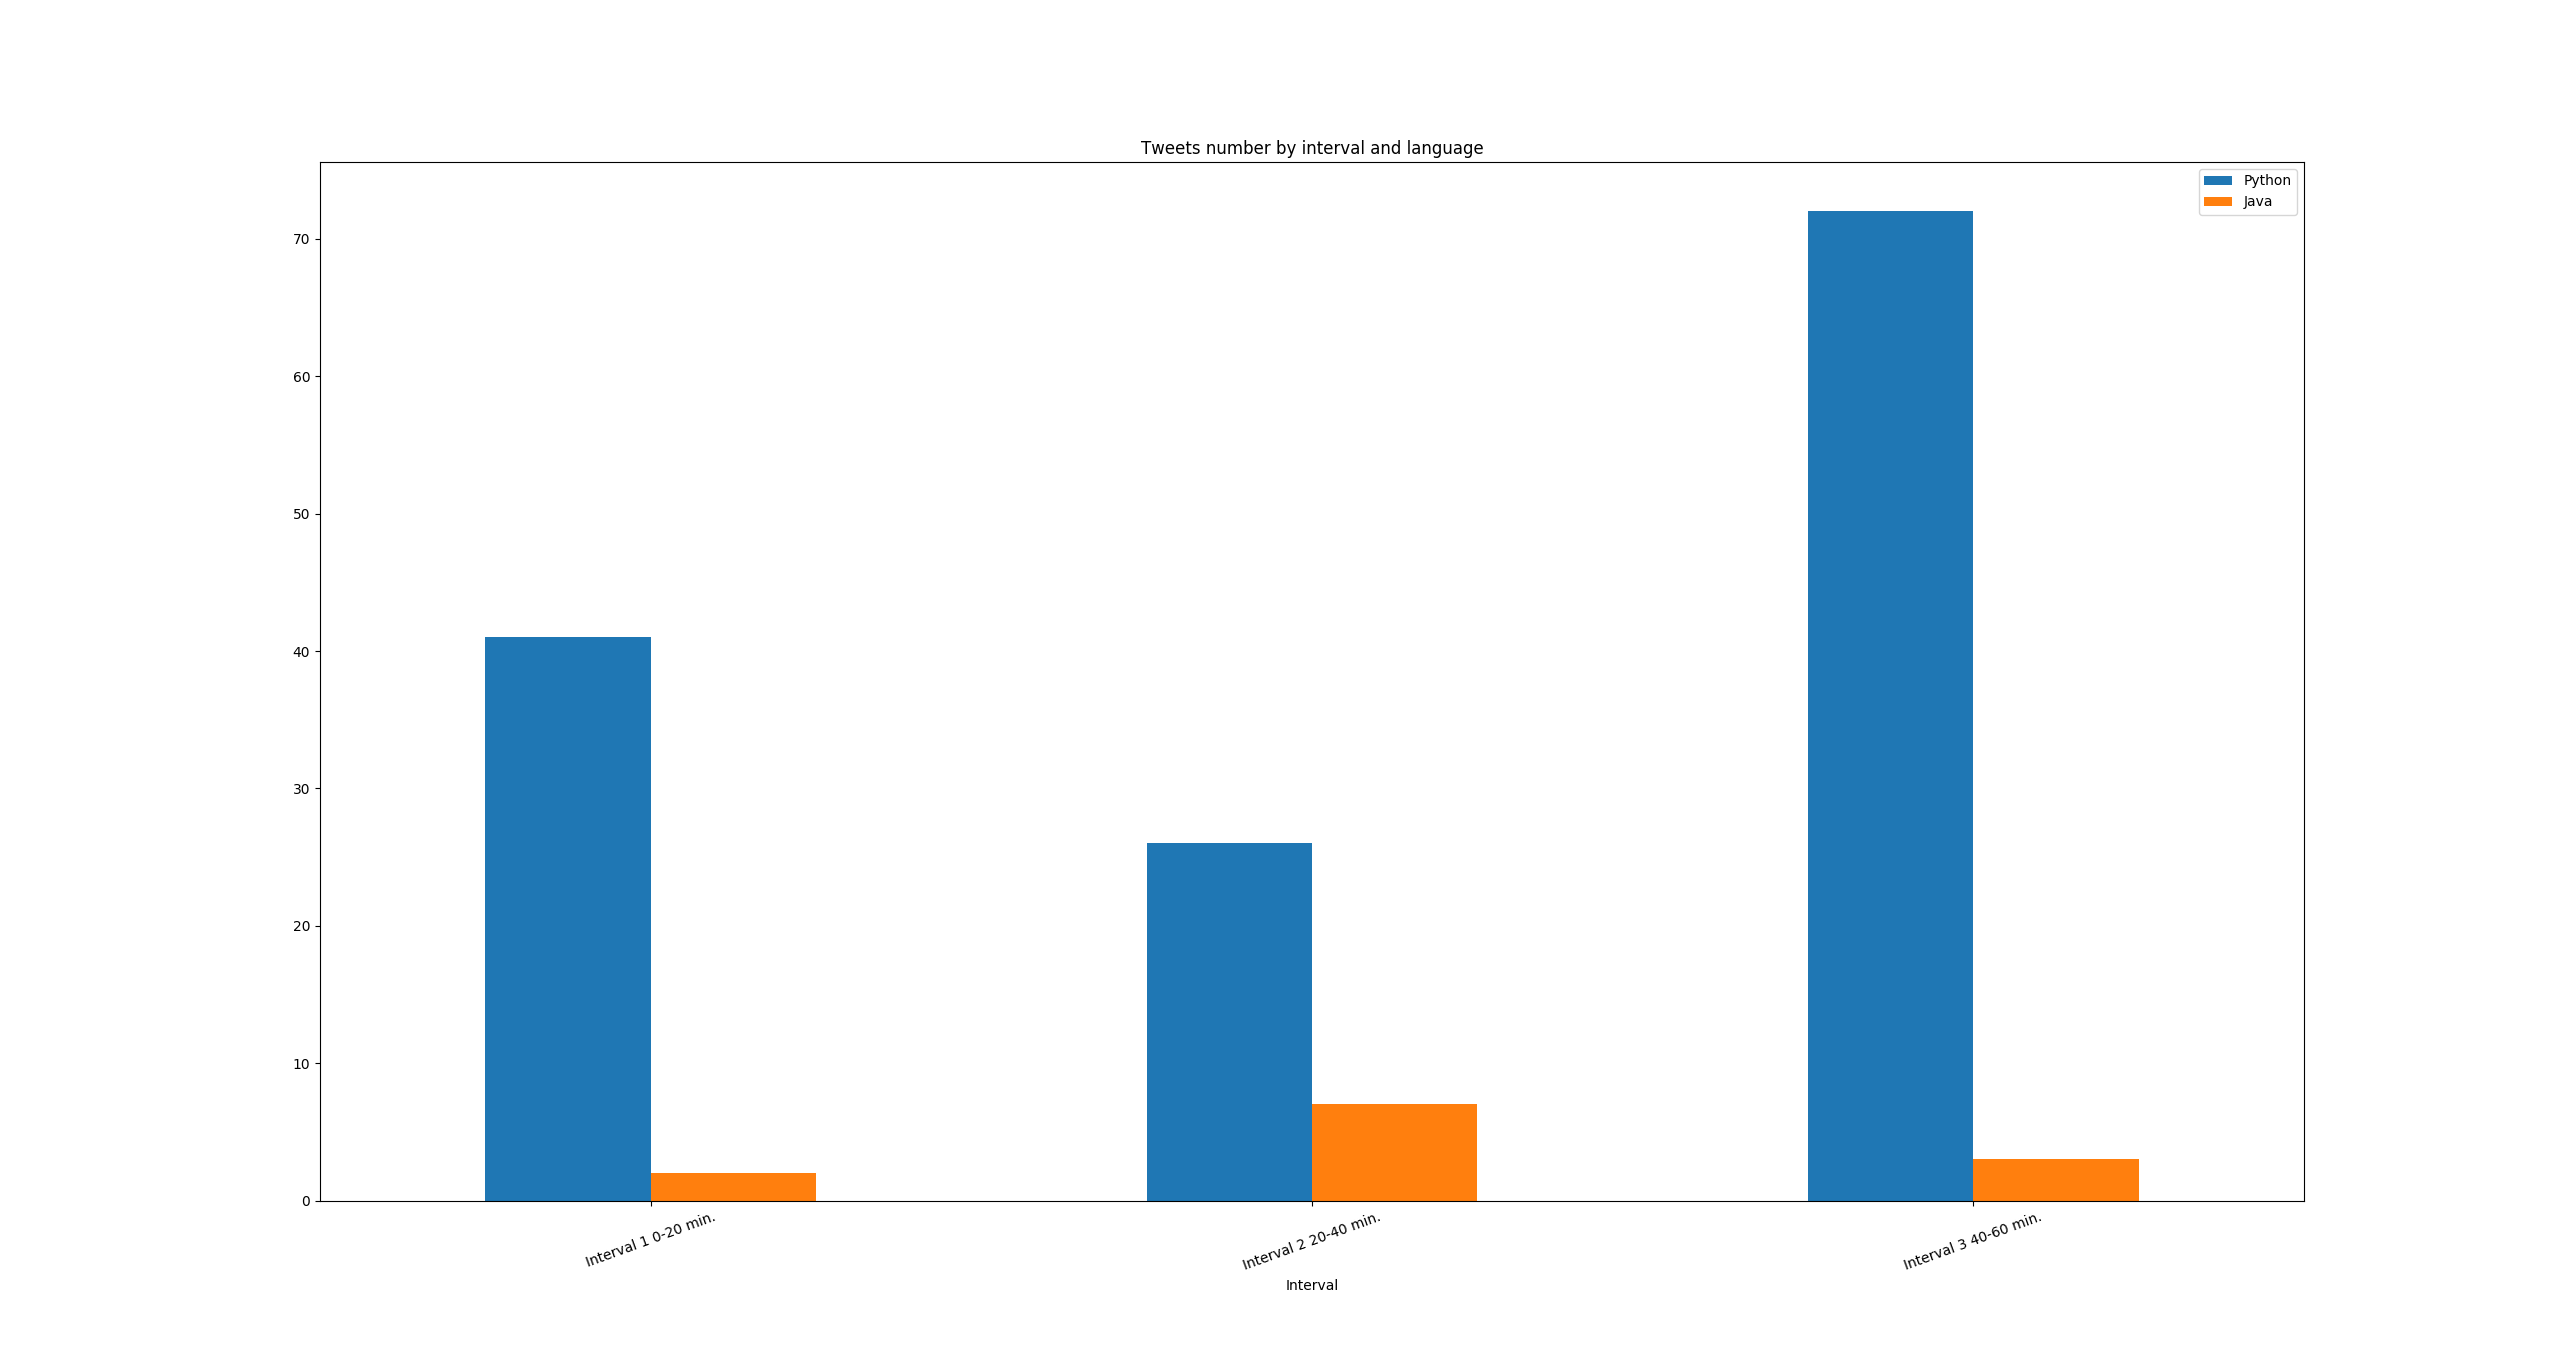 Tweets number by interval and language
Python
Java
70
60
50
40
30
20
10
0
Interval 1 0-20 min.
Interval 2 20-40 min.
Interval 3 40-60 min.
Interval